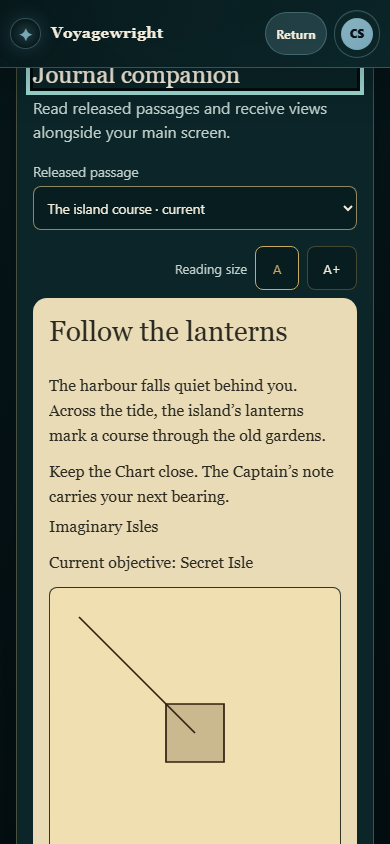 Voyagewright
Return
CS
Journal companion
Read released passages and receive views
alongside your main screen.
Released passage
The island course · current
Reading size
A
A+
Follow the lanterns
The harbour falls quiet behind you.
Across the tide, the island’s lanterns
mark a course through the old gardens.
Keep the Chart close. The Captain’s note
carries your next bearing.
Imaginary Isles
Current objective: Secret Isle